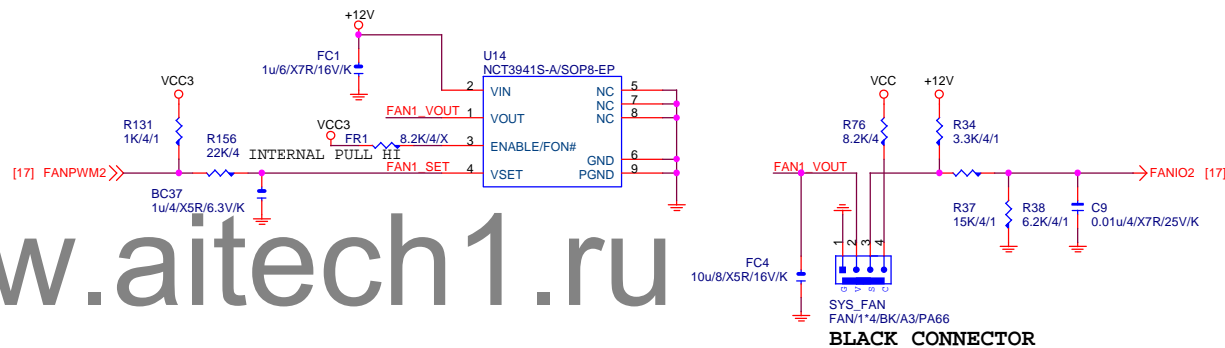 +12V
FC1
1u/6/X7R/16V/K
U14
NCT3941S-A/SOP8-EP
2 VIN
1 VOUT
3 ENABLE/FON#
4 VSET
NC 5
NC 7
NC 8
GND 6
PGND 9
FAN1_VOUT
VCC3
FR1 8.2K/4/X
INTERNAL PULL HI
FAN1_SET
VCC3
R131
1K/4/1
R156
22K/4
[17] FANPWM2
BC37
1u/4/X5R/6.3V/K
VCC
+12V
R76
8.2K/4
R34
3.3K/4/1
FAN1_VOUT
FANIO2 [17]
R37
15K/4/1
R38
6.2K/4/1
C9
0.01u/4/X7R/25V/K
FC4
10u/8/X5R/16V/K
1 2 3 4
G V S C
SYS_FAN
FAN/1*4/BK/A3/PA66
BLACK CONNECTOR
w.aitech1.ru